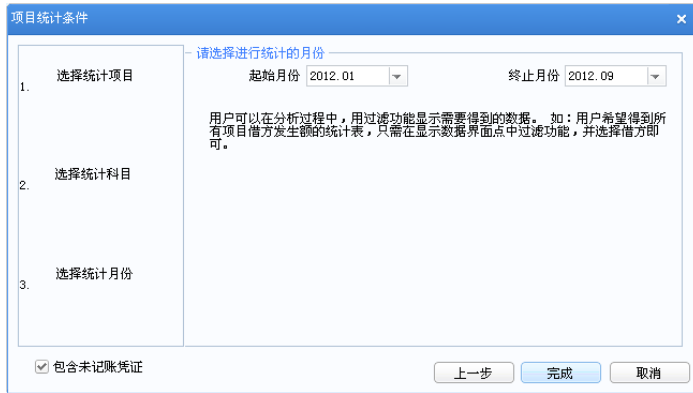 项目统计条件
请选择进行统计的月份
1. 选择统计项目
起始月份 2012.01 终止月份 2012.09
用户可以在分析过程中，用过滤功能显示需要得到的数据。 如：用户希望得到所
有项目借方发生额的统计表，只需在显示数据界面点中过滤功能，并选择借方即
可。
2. 选择统计科目
3. 选择统计月份
包含未记账凭证
上一步 完成 取消